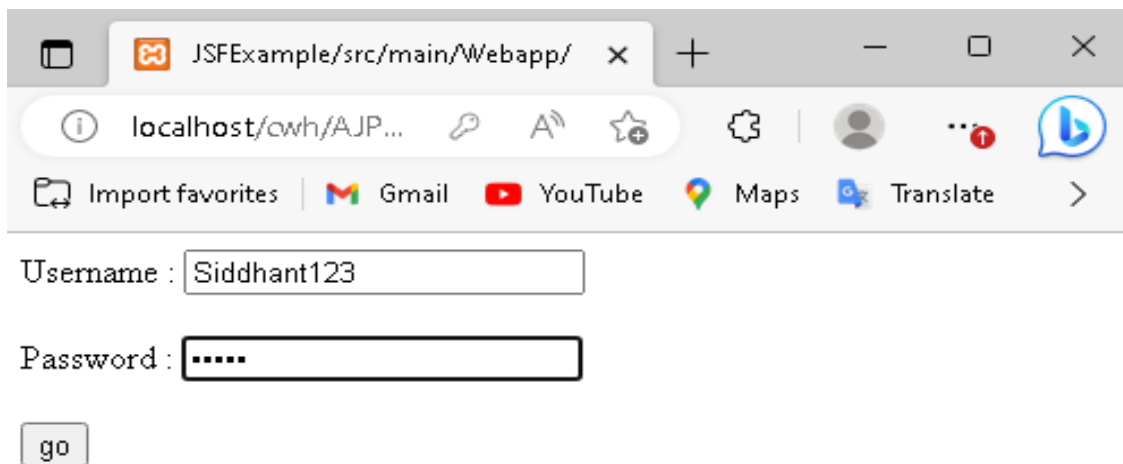 JSFExample/src/main/Webapp/
localhost/cwh/AJP...
Import favorites Gmail YouTube Maps Translate
Username : Siddhant123
Password : •••••
go